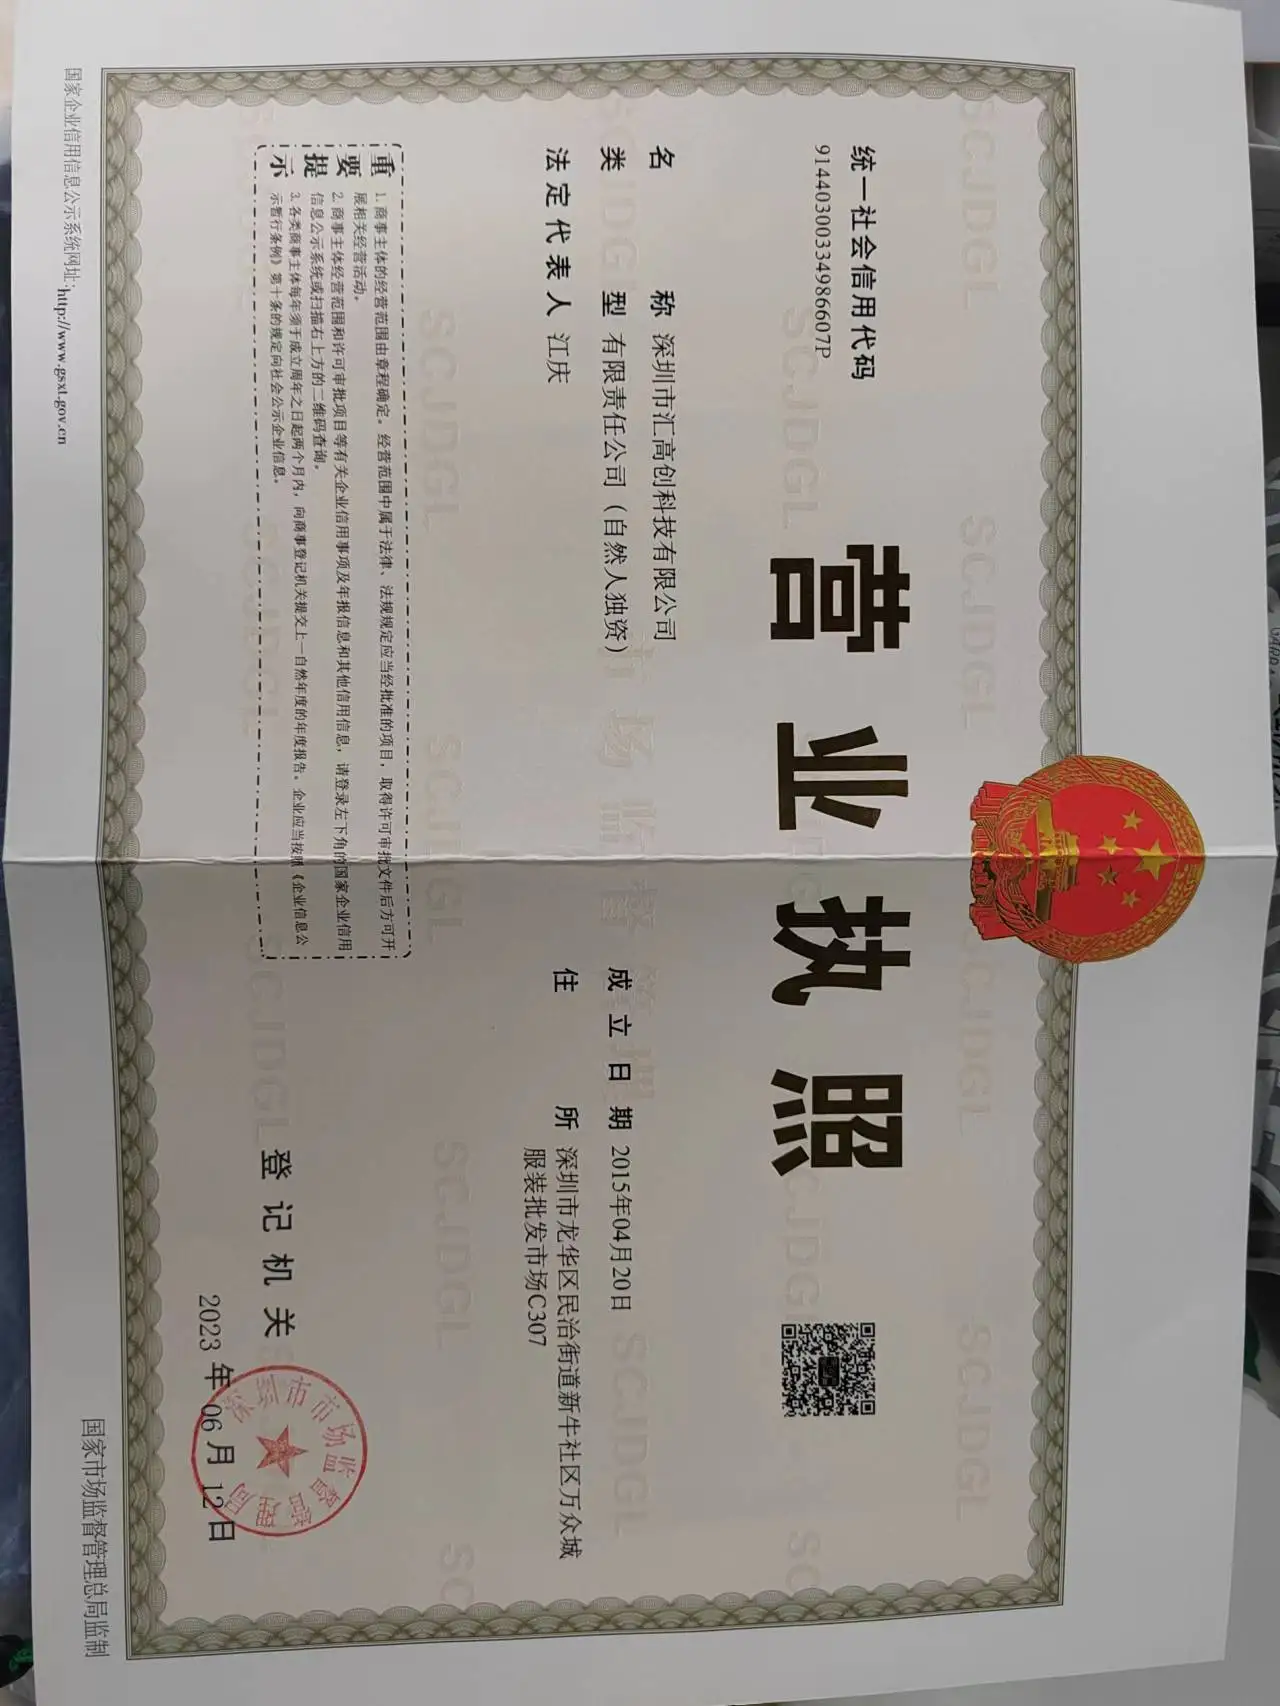 营业执照
统一社会信用代码
91440300334986607P
名称 深圳市汇高创科技有限公司
类型 有限责任公司（自然人独资）
法定代表人 江庆
成立日期 2015年04月20日
住所 深圳市龙华区民治街道新牛社区万众城
服装批发市场C307
重要提示
1. 商事主体的经营范围由章程确定。经营范围中属于法律、法规规定应当经批准的项目，取得许可审批文件后方可开
展相关经营活动。
2. 商事主体经营范围和许可审批项目等有关企业信用事项及年报信息和其他信用信息，请登录左下角的国家企业信用
信息公示系统或扫描右上方的二维码查询。
3. 各类商事主体每年须于成立周年之日起两个月内，向商事登记机关提交上一自然年度的年度报告。企业应当按照《企业信息公
示暂行条例》第十条的规定向社会公示企业信息。
登记机关
深圳市市场监督管理局
2023年06月12日
国家企业信用信息公示系统网址:http://www.gsxt.gov.cn
国家市场监督管理总局监制